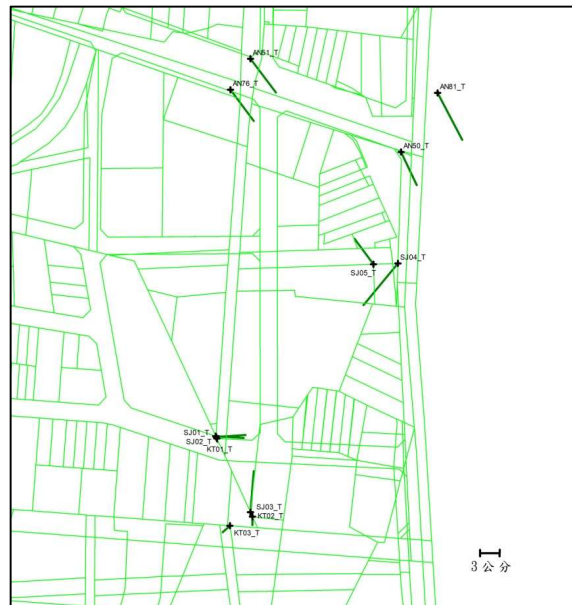 AN51_T
AN76_T
AN81_T
AN50_T
SJ04_T
SJ05_T
SJ01_T
SJ02_T
KT01_T
SJ03_T
KT02_T
KT03_T
3 公 分